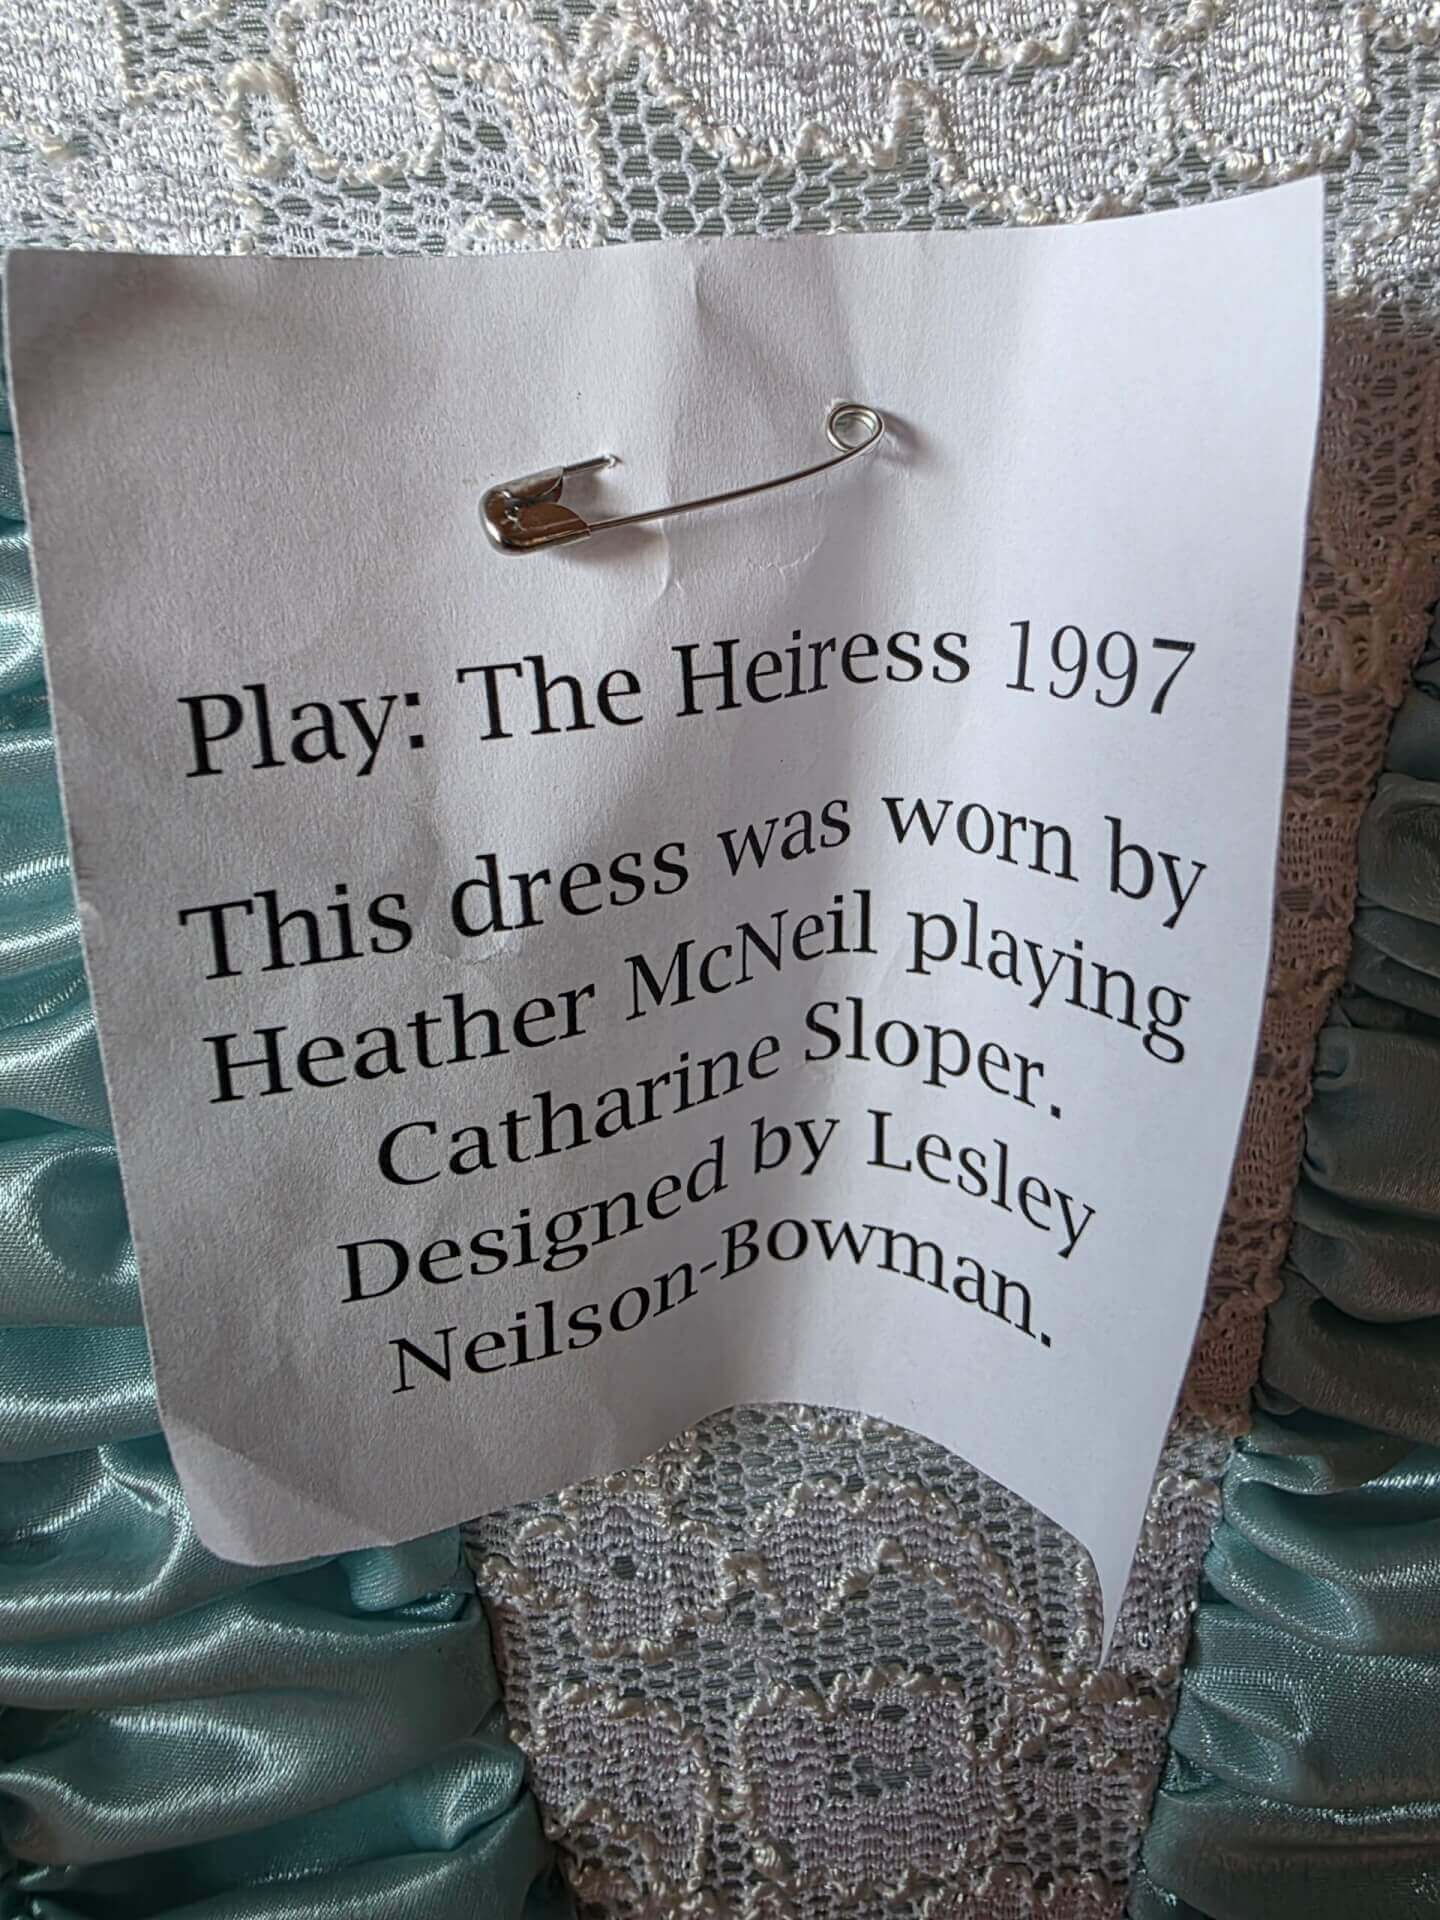 Play: The Heiress 1997
This dress was worn by
Heather McNeil playing
Catharine Sloper.
Designed by Lesley
Neilson-Bowman.